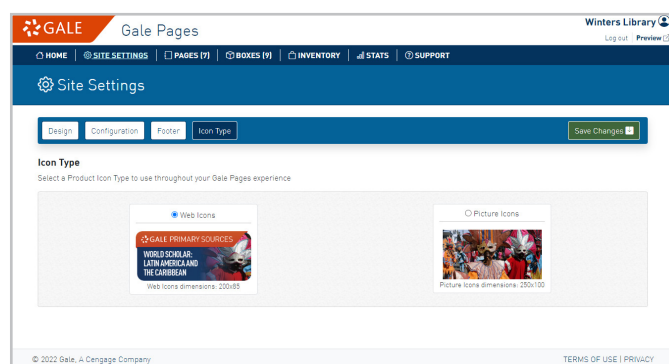 GALE Gale Pages
Winters Library
Log out Preview
HOME SITE SETTINGS PAGES (7) BOXES (9) INVENTORY STATS SUPPORT
Site Settings
Design Configuration Footer Icon Type Save Changes
Icon Type
Select a Product Icon Type to use throughout your Gale Pages experience
Web Icons
GALE PRIMARY SOURCES
WORLD SCHOLAR:
LATIN AMERICA AND
THE CARIBBEAN
Web Icons dimensions: 200x85
Picture Icons
Picture Icons dimensions: 250x100
© 2022 Gale, A Cengage Company TERMS OF USE | PRIVACY